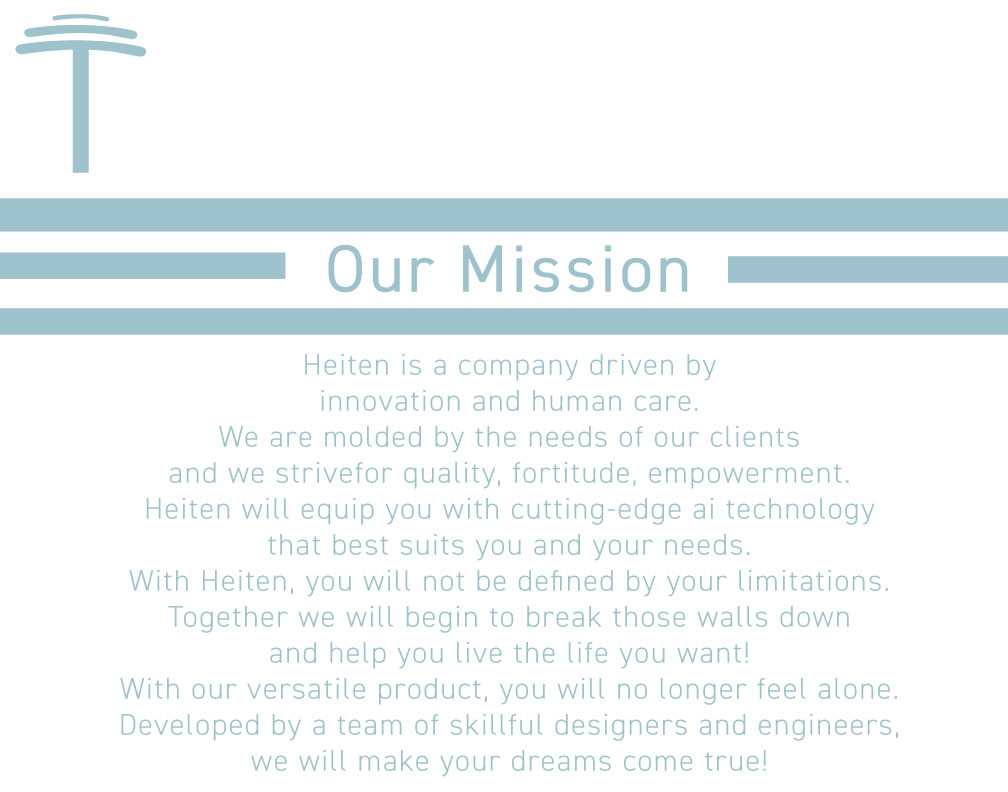 Our Mission
Heiten is a company driven by
innovation and human care.
We are molded by the needs of our clients
and we strivefor quality, fortitude, empowerment.
Heiten will equip you with cutting-edge ai technology
that best suits you and your needs.
With Heiten, you will not be defined by your limitations.
Together we will begin to break those walls down
and help you live the life you want!
With our versatile product, you will no longer feel alone.
Developed by a team of skillful designers and engineers,
we will make your dreams come true!